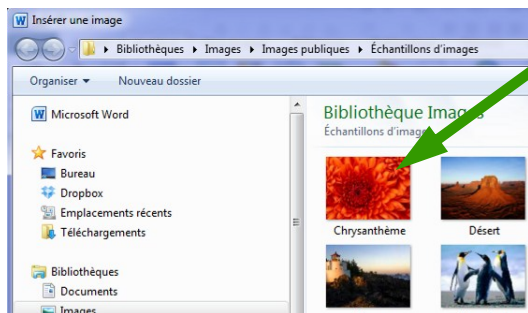 Insérer une image
Bibliothèques Images Images publiques Échantillons d'images
Organiser Nouveau dossier
Microsoft Word
Favoris
Bureau
Dropbox
Emplacements récents
Téléchargements
Bibliothèques
Documents
Images
Bibliothèque Images
Échantillons d'images
Chrysanthème Désert